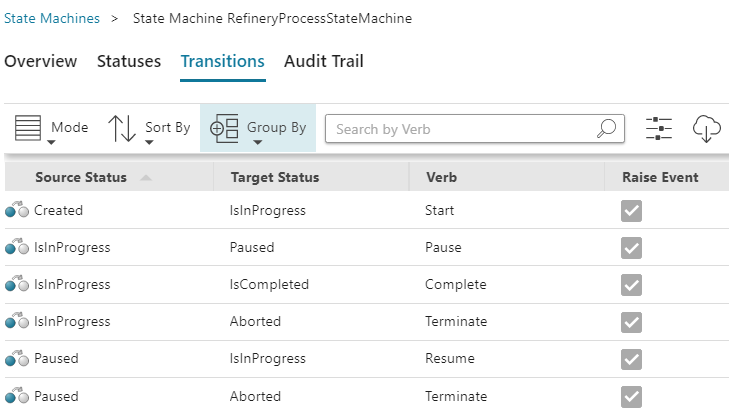 State Machines > State Machine RefineryProcessStateMachine
Overview Statuses Transitions Audit Trail
Mode Sort By Group By Search by Verb
Source Status Target Status Verb Raise Event
Created IsInProgress Start
IsInProgress Paused Pause
IsInProgress IsCompleted Complete
IsInProgress Aborted Terminate
Paused IsInProgress Resume
Paused Aborted Terminate